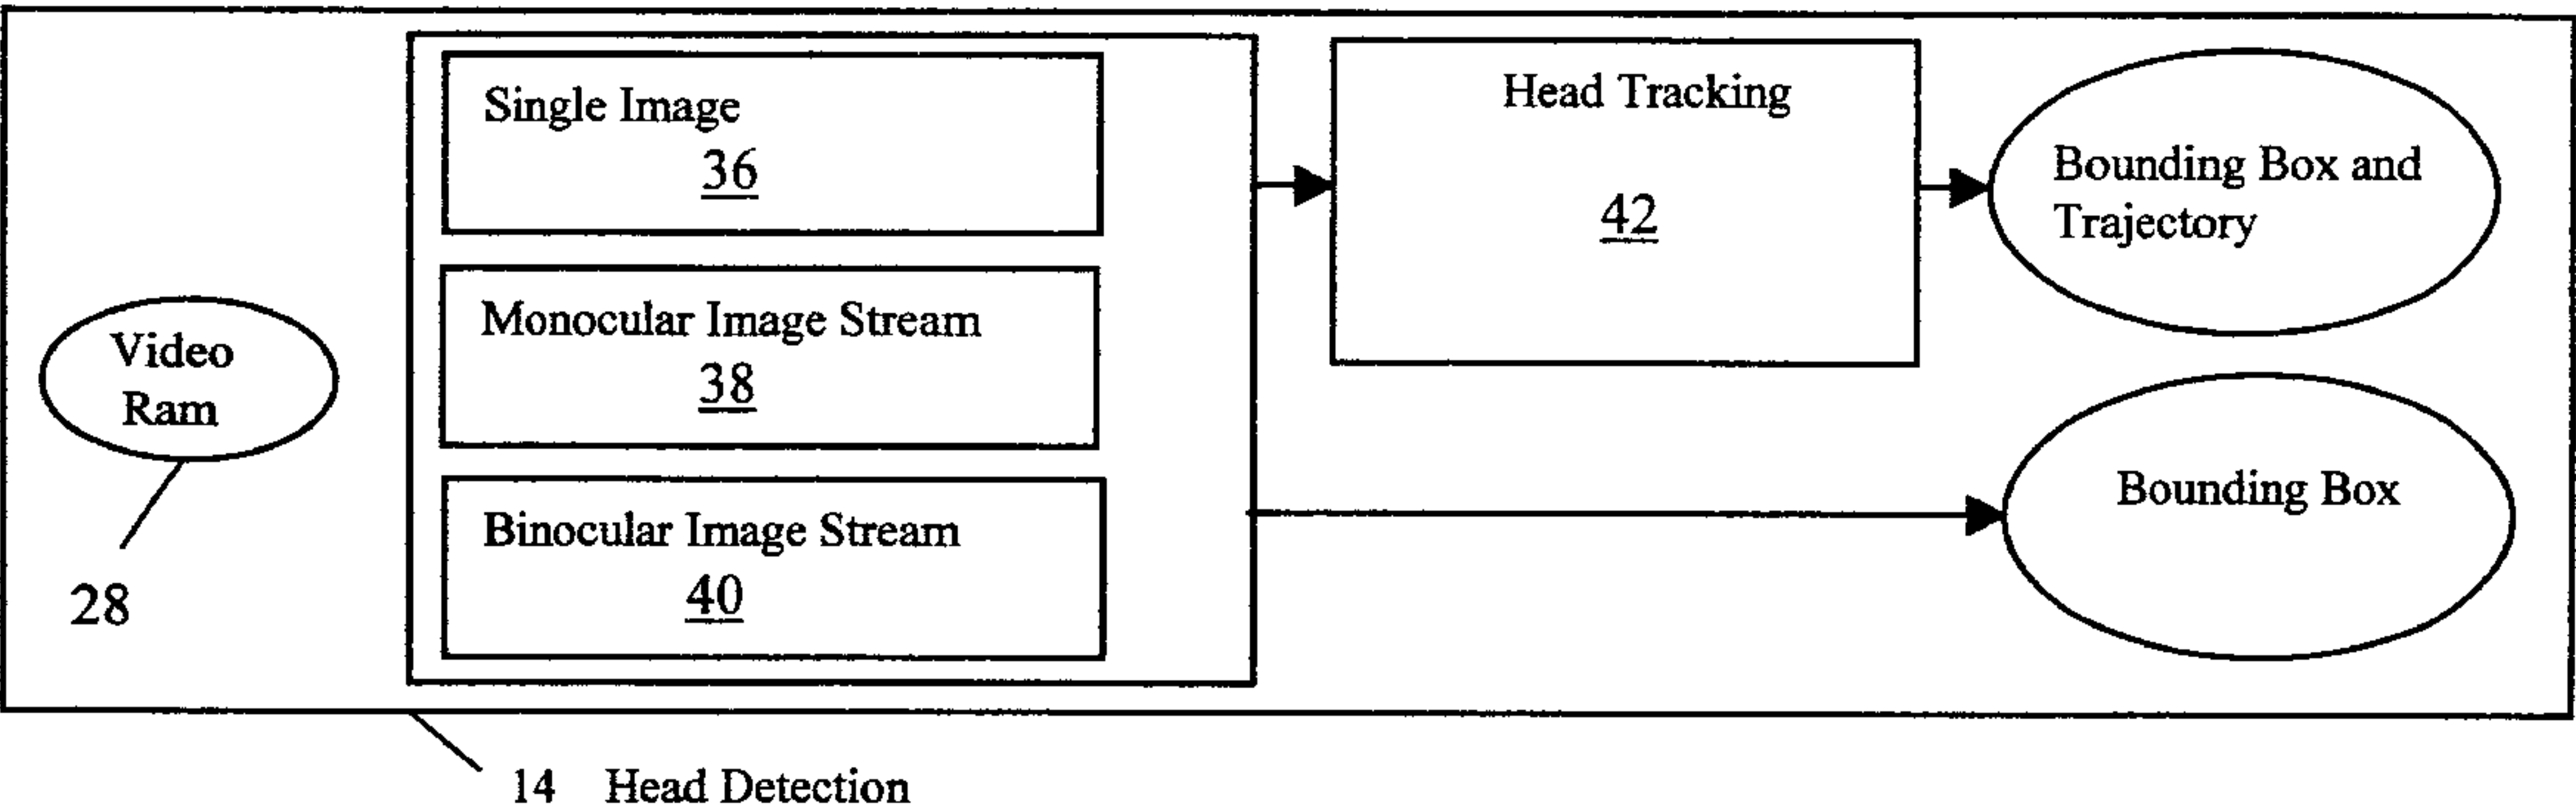 Single Image
36
Monocular Image Stream
38
Binocular Image Stream
40
Video
Ram
28
Head Tracking
42
Bounding Box and
Trajectory
Bounding Box
14 Head Detection